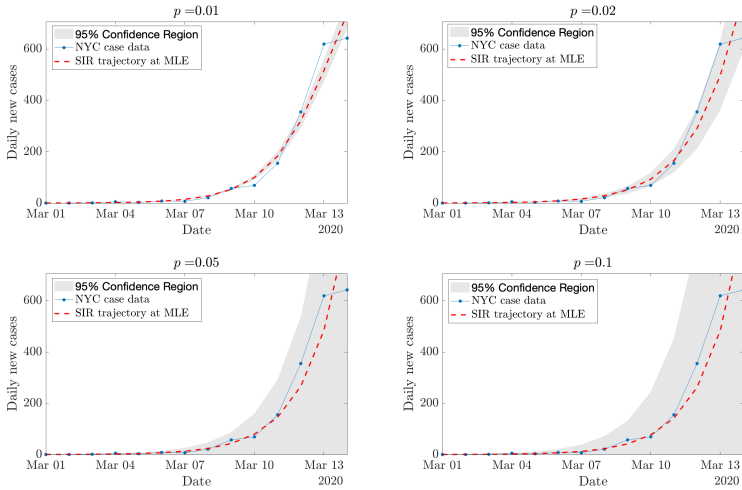 p =0.01
600
400
200
0
Daily new cases
95% Confidence Region
NYC case data
SIR trajectory at MLE
Mar 01 Mar 04 Mar 07 Mar 10 Mar 13
Date 2020
p =0.02
600
400
200
0
Daily new cases
95% Confidence Region
NYC case data
SIR trajectory at MLE
Mar 01 Mar 04 Mar 07 Mar 10 Mar 13
Date 2020
p =0.05
600
400
200
0
Daily new cases
95% Confidence Region
NYC case data
SIR trajectory at MLE
Mar 01 Mar 04 Mar 07 Mar 10 Mar 13
Date 2020
p =0.1
600
400
200
0
Daily new cases
95% Confidence Region
NYC case data
SIR trajectory at MLE
Mar 01 Mar 04 Mar 07 Mar 10 Mar 13
Date 2020